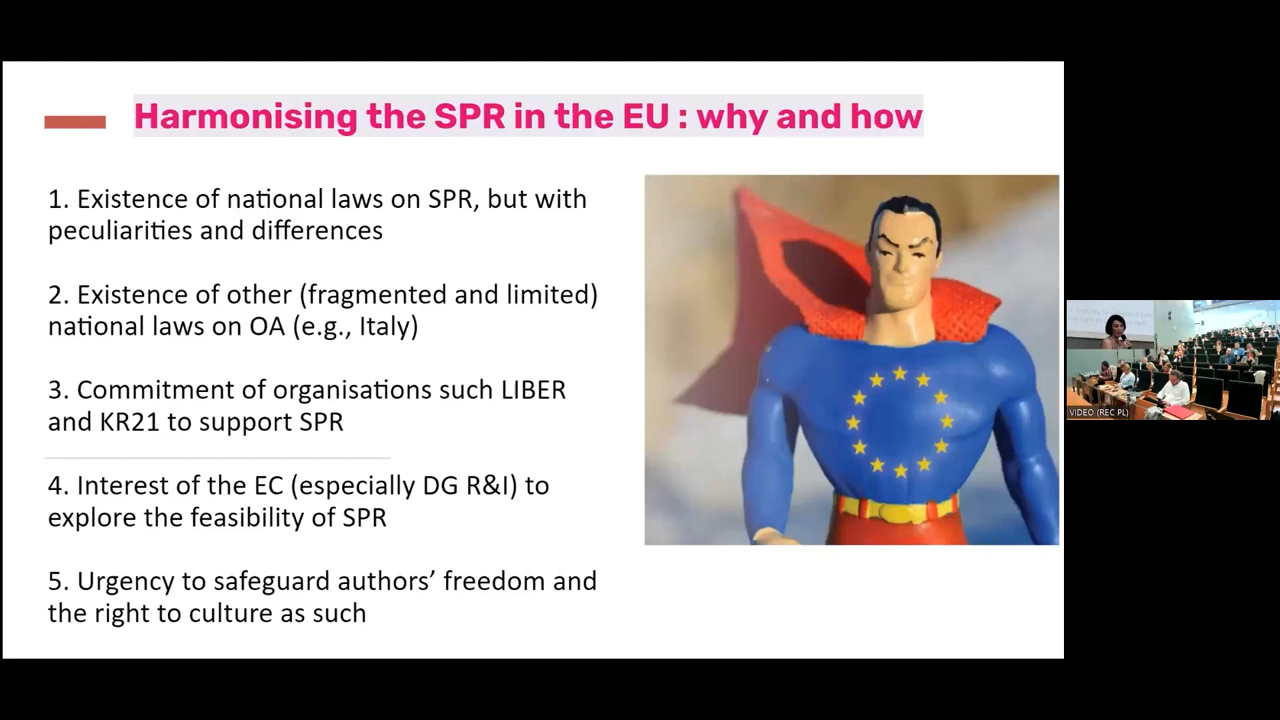 Harmonising the SPR in the EU : why and how
1. Existence of national laws on SPR, but with
peculiarities and differences
2. Existence of other (fragmented and limited)
national laws on OA (e.g., Italy)
3. Commitment of organisations such LIBER
and KR21 to support SPR
4. Interest of the EC (especially DG R&I) to
explore the feasibility of SPR
5. Urgency to safeguard authors’ freedom and
the right to culture as such
VIDEO (REC PL)